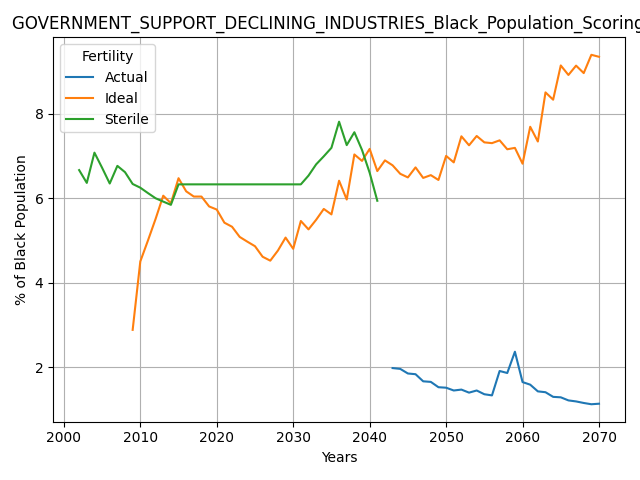 GOVERNMENT_SUPPORT_DECLINING_INDUSTRIES_Black_Population_Scoring
Fertility
Actual
Ideal
Sterile
% of Black Population
8
6
4
2
2000 2010 2020 2030 2040 2050 2060 2070
Years